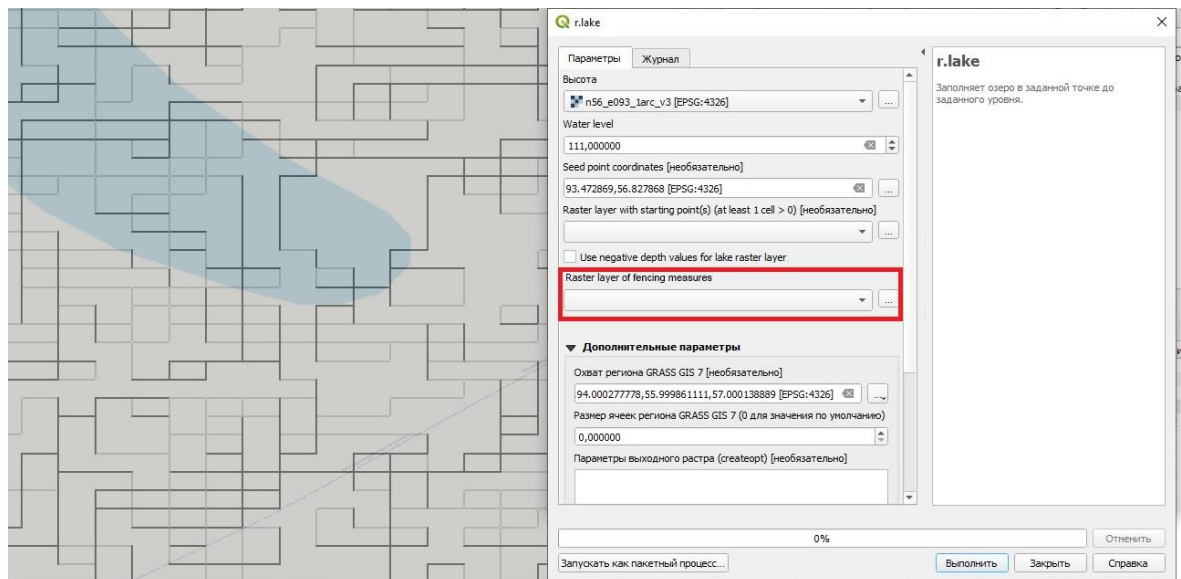 r.lake
Параметры
Журнал
Высота
n56_e093_1arc_v3 [EPSG:4326]
...
Water level
111,000000
Seed point coordinates [необязательно]
93.472869,56.827868 [EPSG:4326]
...
Raster layer with starting point(s) (at least 1 cell > 0) [необязательно]
...
Use negative depth values for lake raster layer
Raster layer of fencing measures
...
Дополнительные параметры
Охват региона GRASS GIS 7 [необязательно]
94.000277778,55.999861111,57.000138889 [EPSG:4326]
...
Размер ячеек региона GRASS GIS 7 (0 для значения по умолчанию)
0,000000
Параметры выходного растра (createopt) [необязательно]
r.lake
Заполняет озеро в заданной точке до
заданного уровня.
0%
Отменить
Запускать как пакетный процесс...
Выполнить
Закрыть
Справка